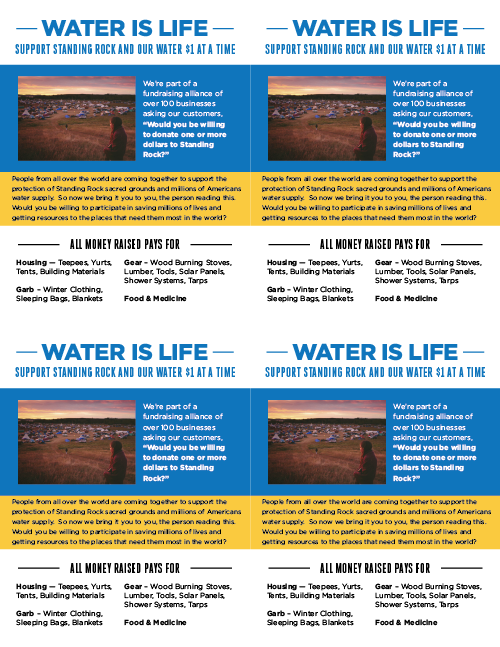 WATER IS LIFE
SUPPORT STANDING ROCK AND OUR WATER $1 AT A TIME
We're part of a
fundraising alliance of
over 100 businesses
asking our customers,
"Would you be willing
to donate one or more
dollars to Standing
Rock?"
People from all over the world are coming together to support the
protection of Standing Rock sacred grounds and millions of Americans
water supply. So now we bring it you to you, the person reading this.
Would you be willing to participate in saving millions of lives and
getting resources to the places that need them most in the world?
ALL MONEY RAISED PAYS FOR
Housing — Teepees, Yurts,
Tents, Building Materials
Garb – Winter Clothing,
Sleeping Bags, Blankets
Gear – Wood Burning Stoves,
Lumber, Tools, Solar Panels,
Shower Systems, Tarps
Food & Medicine
WATER IS LIFE
SUPPORT STANDING ROCK AND OUR WATER $1 AT A TIME
We're part of a
fundraising alliance of
over 100 businesses
asking our customers,
"Would you be willing
to donate one or more
dollars to Standing
Rock?"
People from all over the world are coming together to support the
protection of Standing Rock sacred grounds and millions of Americans
water supply. So now we bring it you to you, the person reading this.
Would you be willing to participate in saving millions of lives and
getting resources to the places that need them most in the world?
ALL MONEY RAISED PAYS FOR
Housing — Teepees, Yurts,
Tents, Building Materials
Garb – Winter Clothing,
Sleeping Bags, Blankets
Gear – Wood Burning Stoves,
Lumber, Tools, Solar Panels,
Shower Systems, Tarps
Food & Medicine
WATER IS LIFE
SUPPORT STANDING ROCK AND OUR WATER $1 AT A TIME
We're part of a
fundraising alliance of
over 100 businesses
asking our customers,
"Would you be willing
to donate one or more
dollars to Standing
Rock?"
People from all over the world are coming together to support the
protection of Standing Rock sacred grounds and millions of Americans
water supply. So now we bring it you to you, the person reading this.
Would you be willing to participate in saving millions of lives and
getting resources to the places that need them most in the world?
ALL MONEY RAISED PAYS FOR
Housing — Teepees, Yurts,
Tents, Building Materials
Garb – Winter Clothing,
Sleeping Bags, Blankets
Gear – Wood Burning Stoves,
Lumber, Tools, Solar Panels,
Shower Systems, Tarps
Food & Medicine
WATER IS LIFE
SUPPORT STANDING ROCK AND OUR WATER $1 AT A TIME
We're part of a
fundraising alliance of
over 100 businesses
asking our customers,
"Would you be willing
to donate one or more
dollars to Standing
Rock?"
People from all over the world are coming together to support the
protection of Standing Rock sacred grounds and millions of Americans
water supply. So now we bring it you to you, the person reading this.
Would you be willing to participate in saving millions of lives and
getting resources to the places that need them most in the world?
ALL MONEY RAISED PAYS FOR
Housing — Teepees, Yurts,
Tents, Building Materials
Garb – Winter Clothing,
Sleeping Bags, Blankets
Gear – Wood Burning Stoves,
Lumber, Tools, Solar Panels,
Shower Systems, Tarps
Food & Medicine